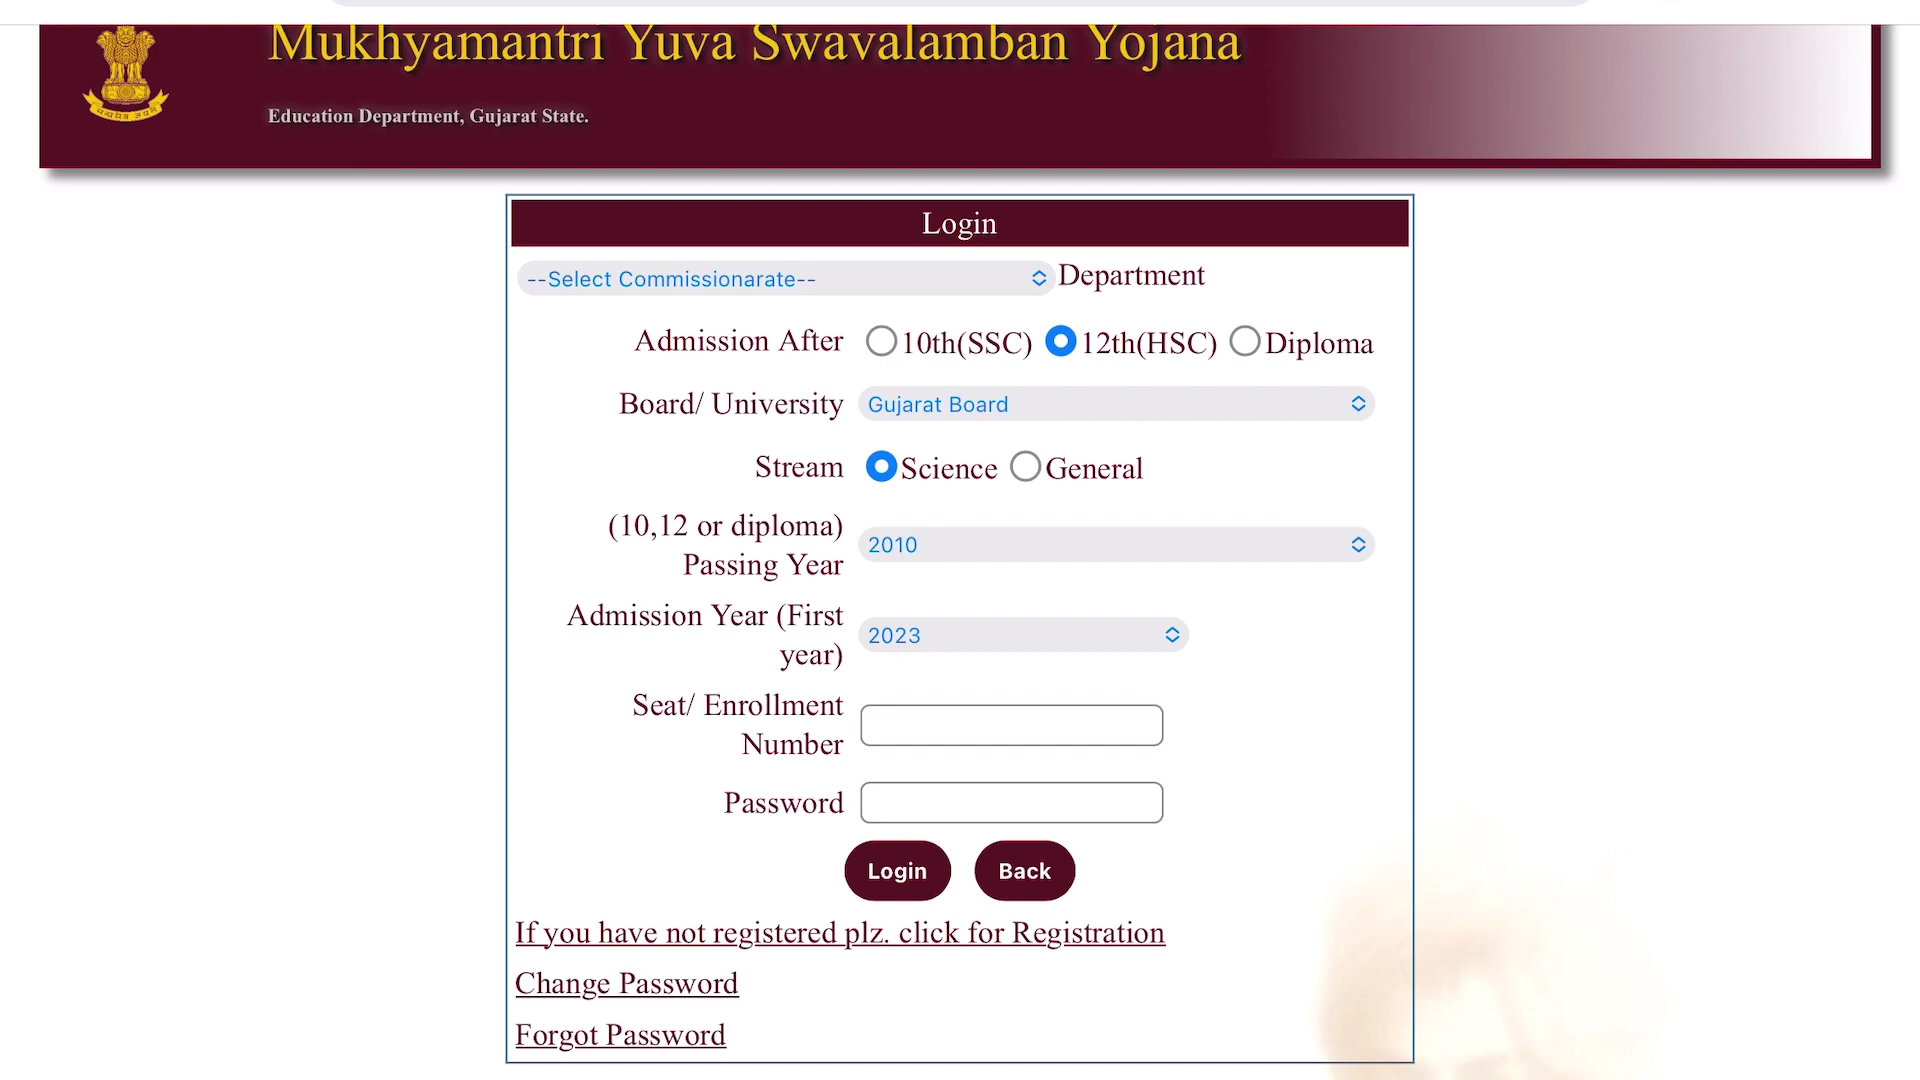 Mukhyamantri Yuva Swavalamban Yojana
Education Department, Gujarat State.
Login
--Select Commissionarate-- Department
Admission After 10th(SSC) 12th(HSC) Diploma
Board/ University Gujarat Board
Stream Science General
(10,12 or diploma)
Passing Year 2010
Admission Year (First
year) 2023
Seat/ Enrollment
Number
Password
Login Back
If you have not registered plz. click for Registration
Change Password
Forgot Password